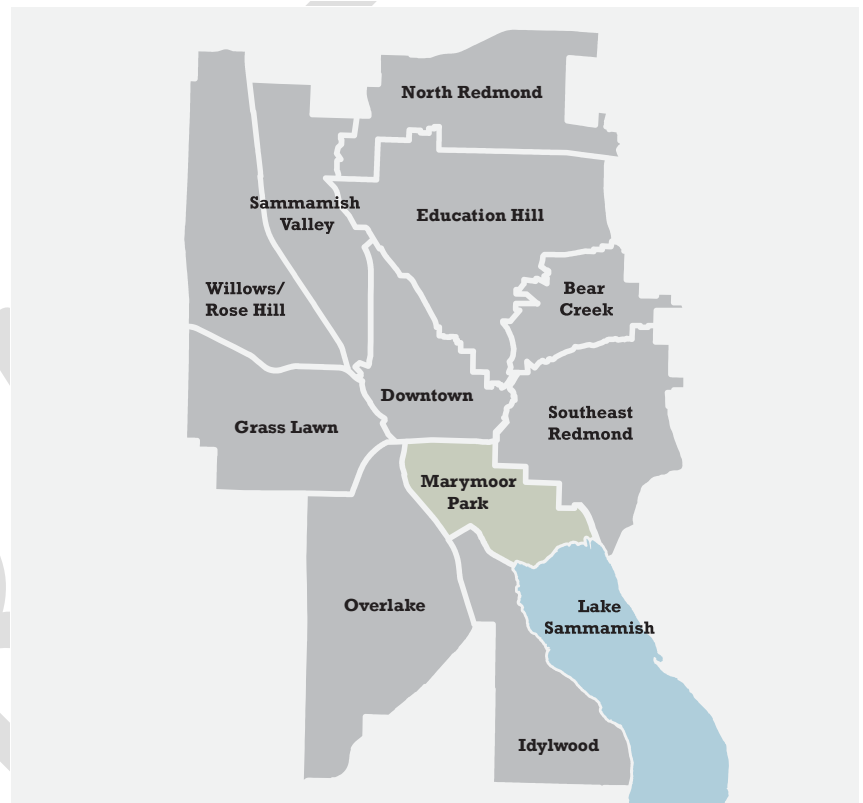 North Redmond
Sammamish
Valley
Education Hill
Willows/
Rose Hill
Bear
Creek
Downtown
Grass Lawn
Southeast
Redmond
Marymoor
Park
Overlake
Lake
Sammamish
Idylwood